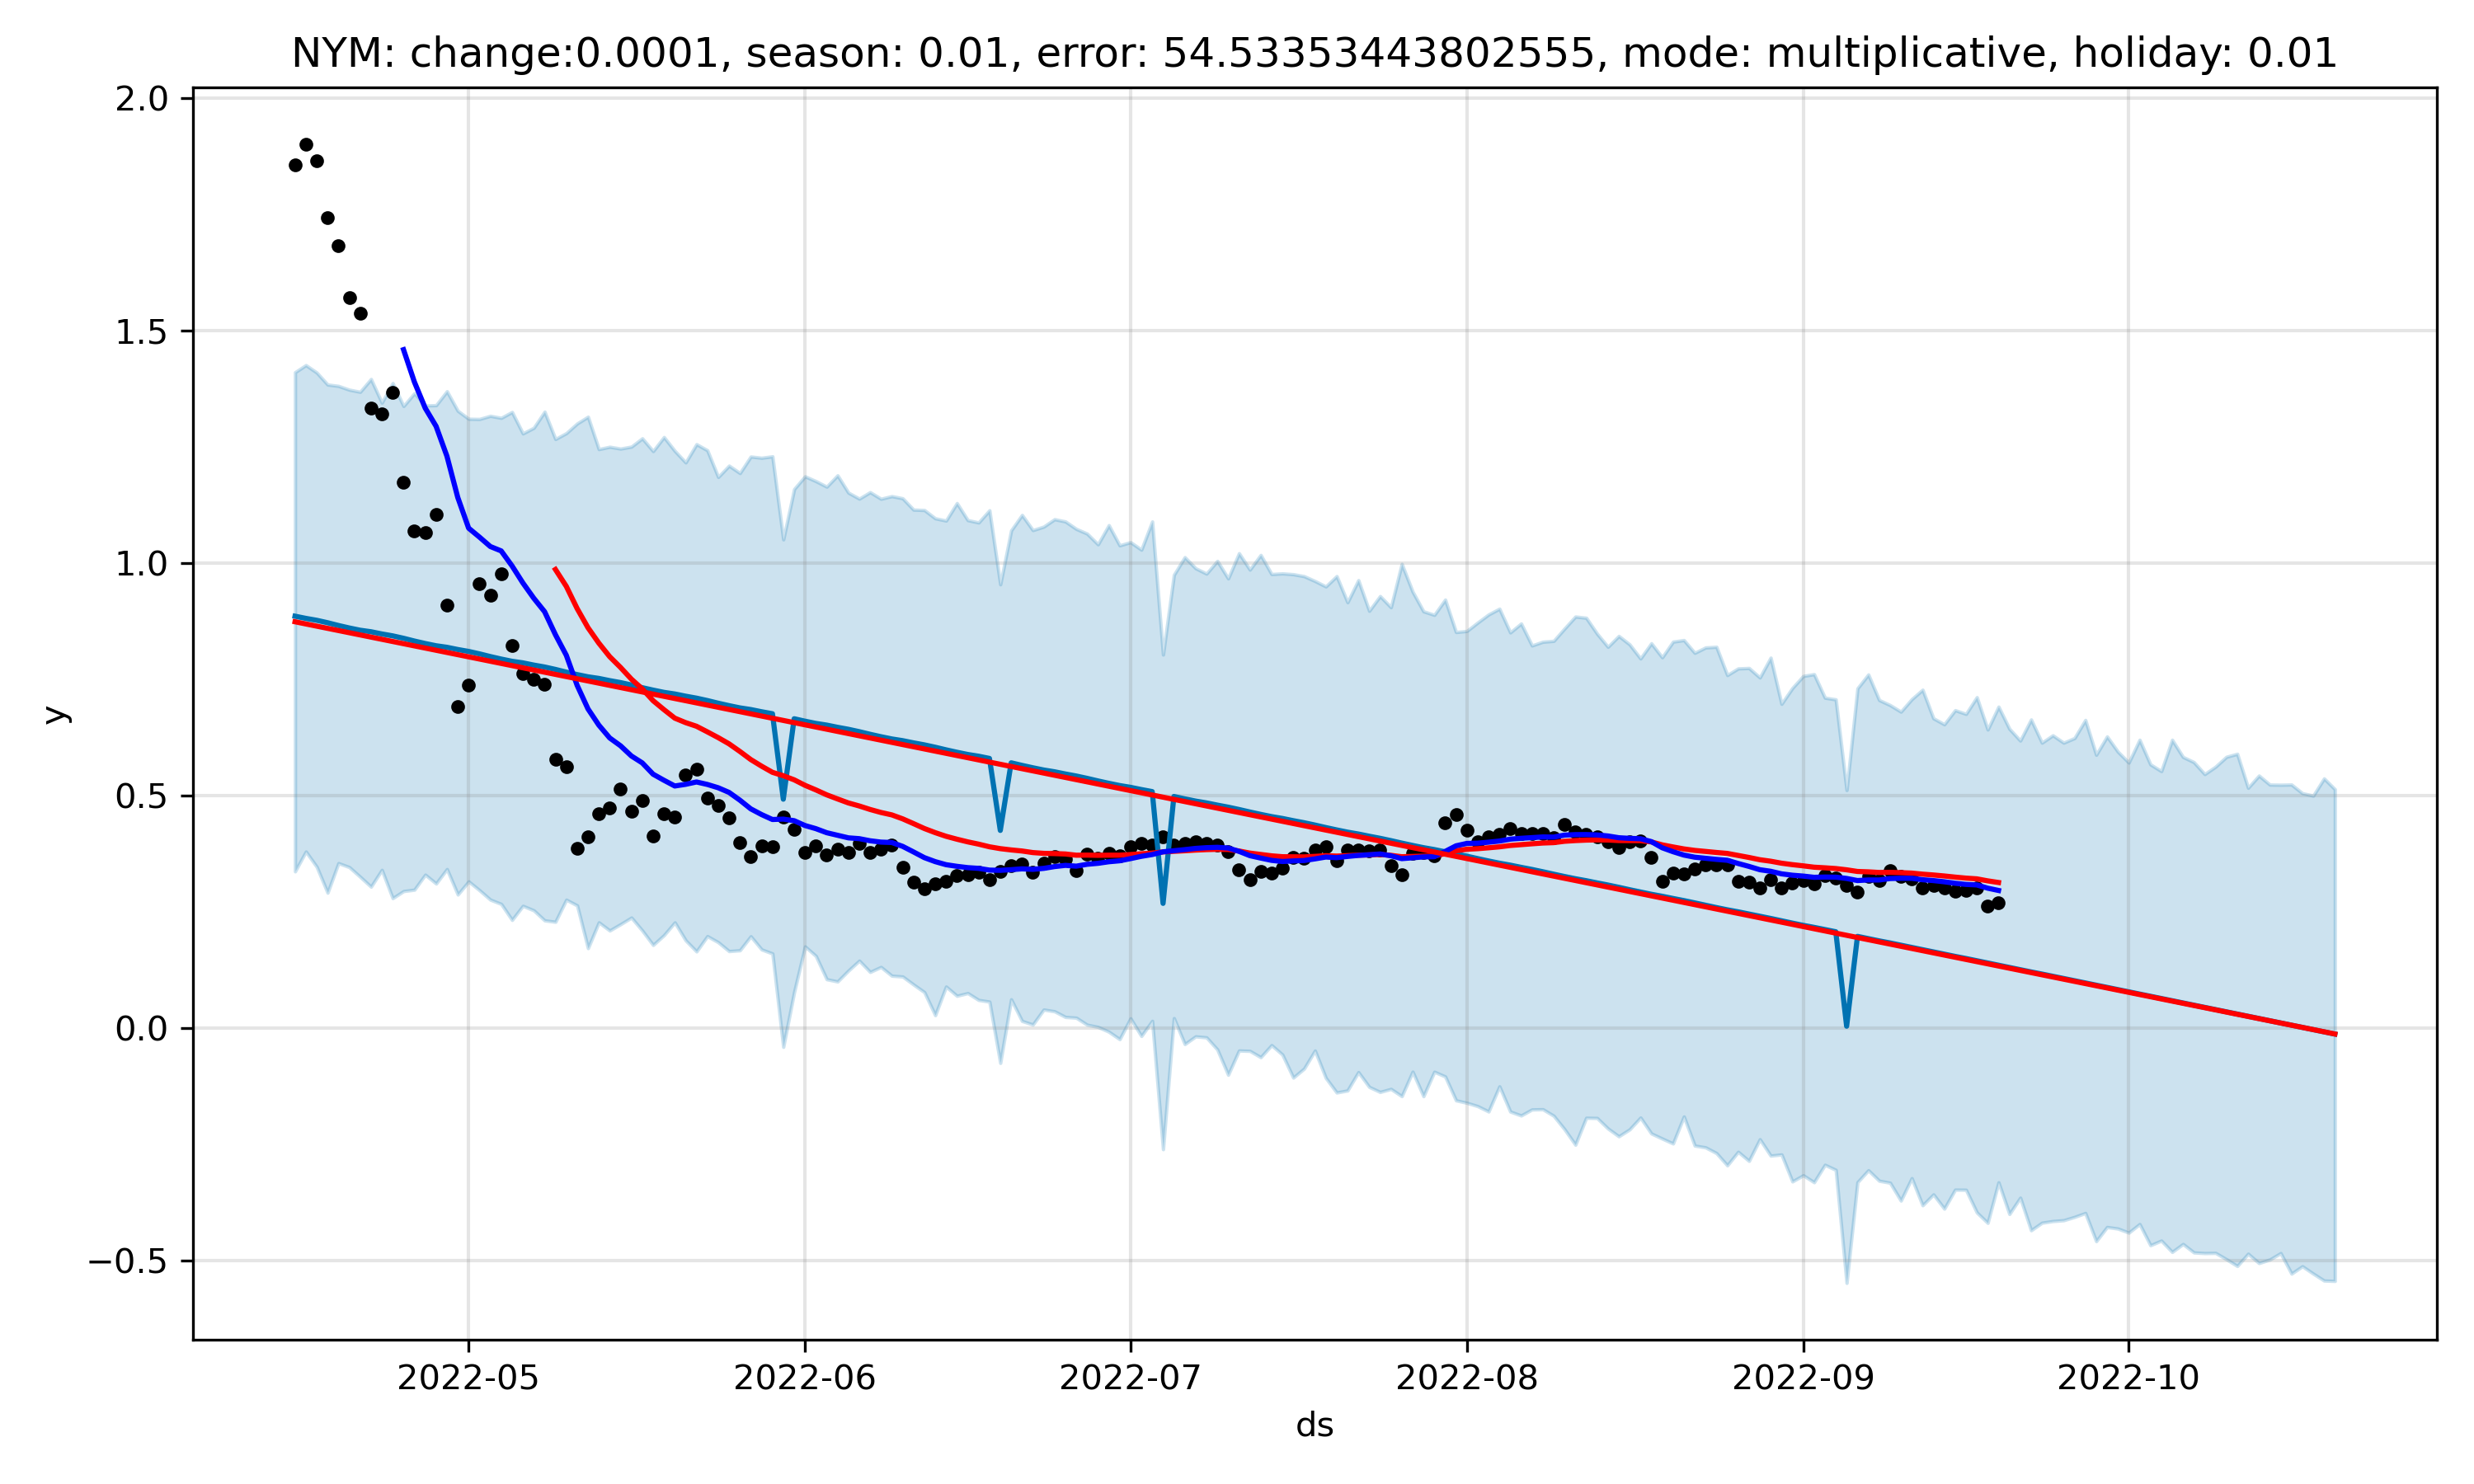 NYM: change:0.0001, season: 0.01, error: 54.53353443802555, mode: multiplicative, holiday: 0.01
2.0
1.5
1.0
0.5
0.0
−0.5
y
2022-05 2022-06 2022-07 2022-08 2022-09 2022-10
ds